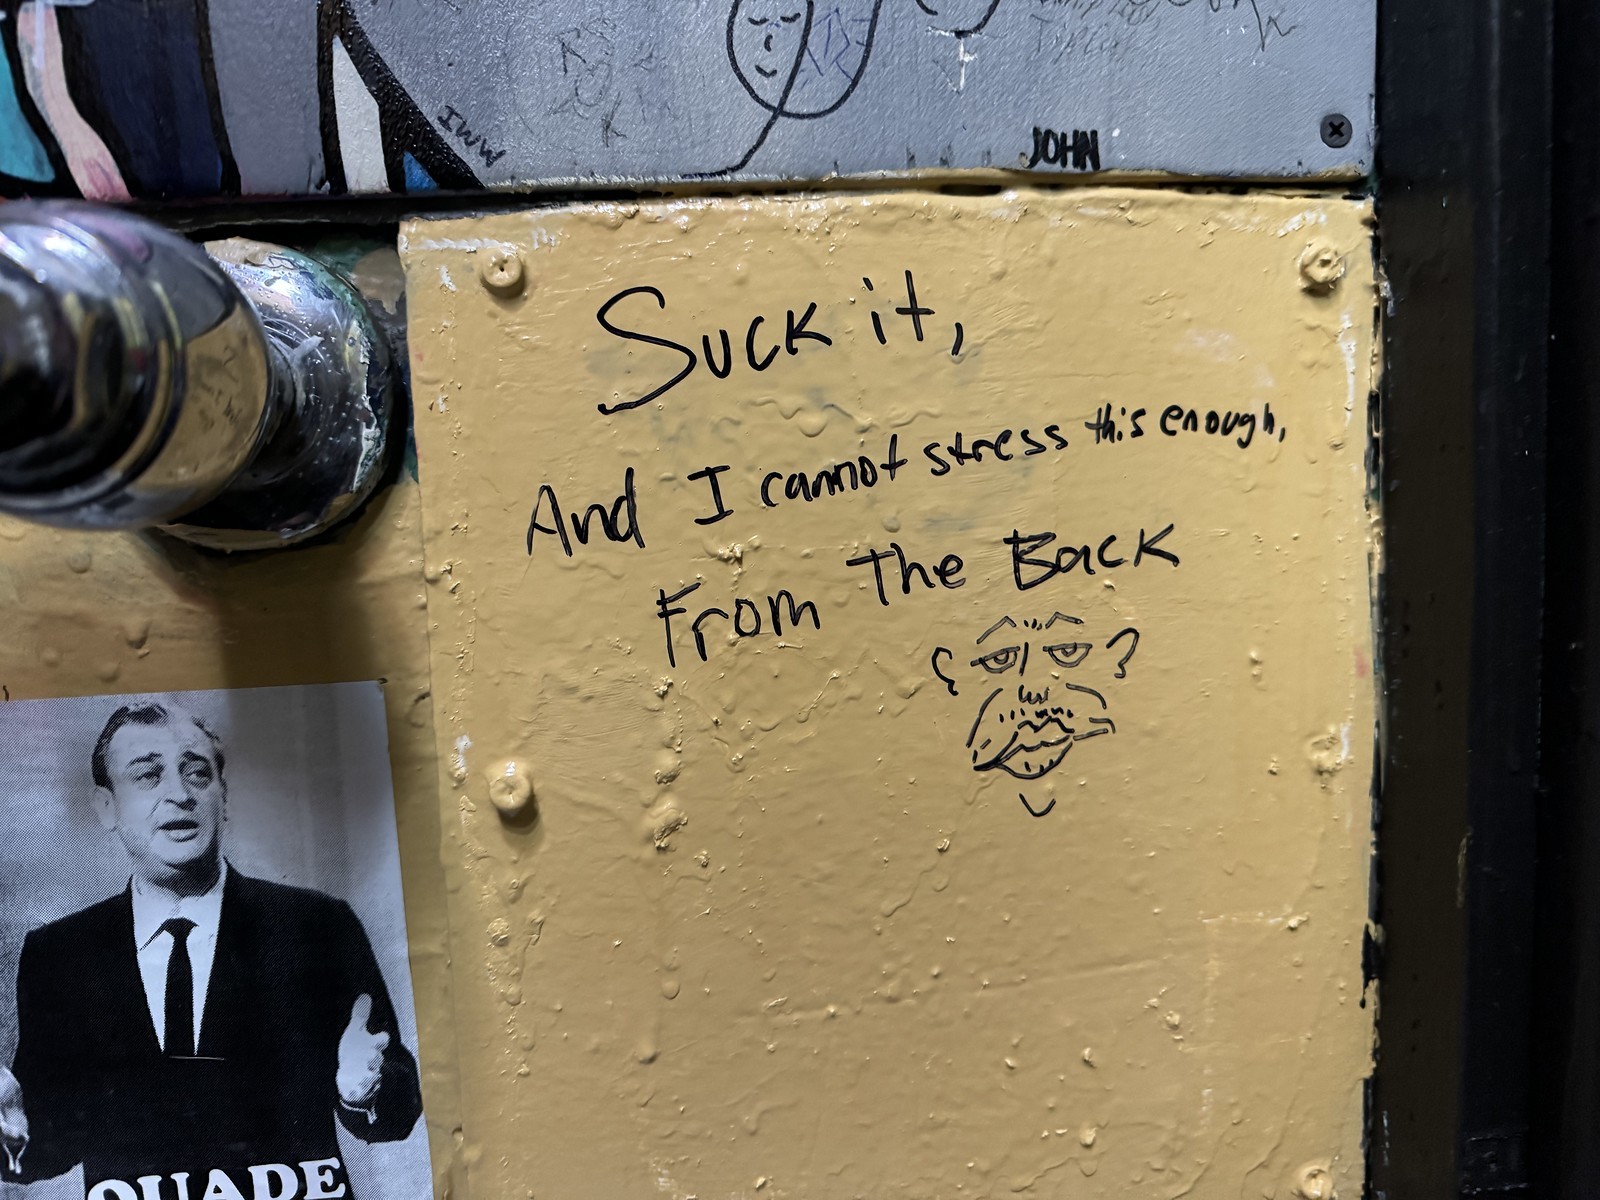 IWW
JOHN
Suck it,
And I cannot stress this enough,
From The Back
QUADE